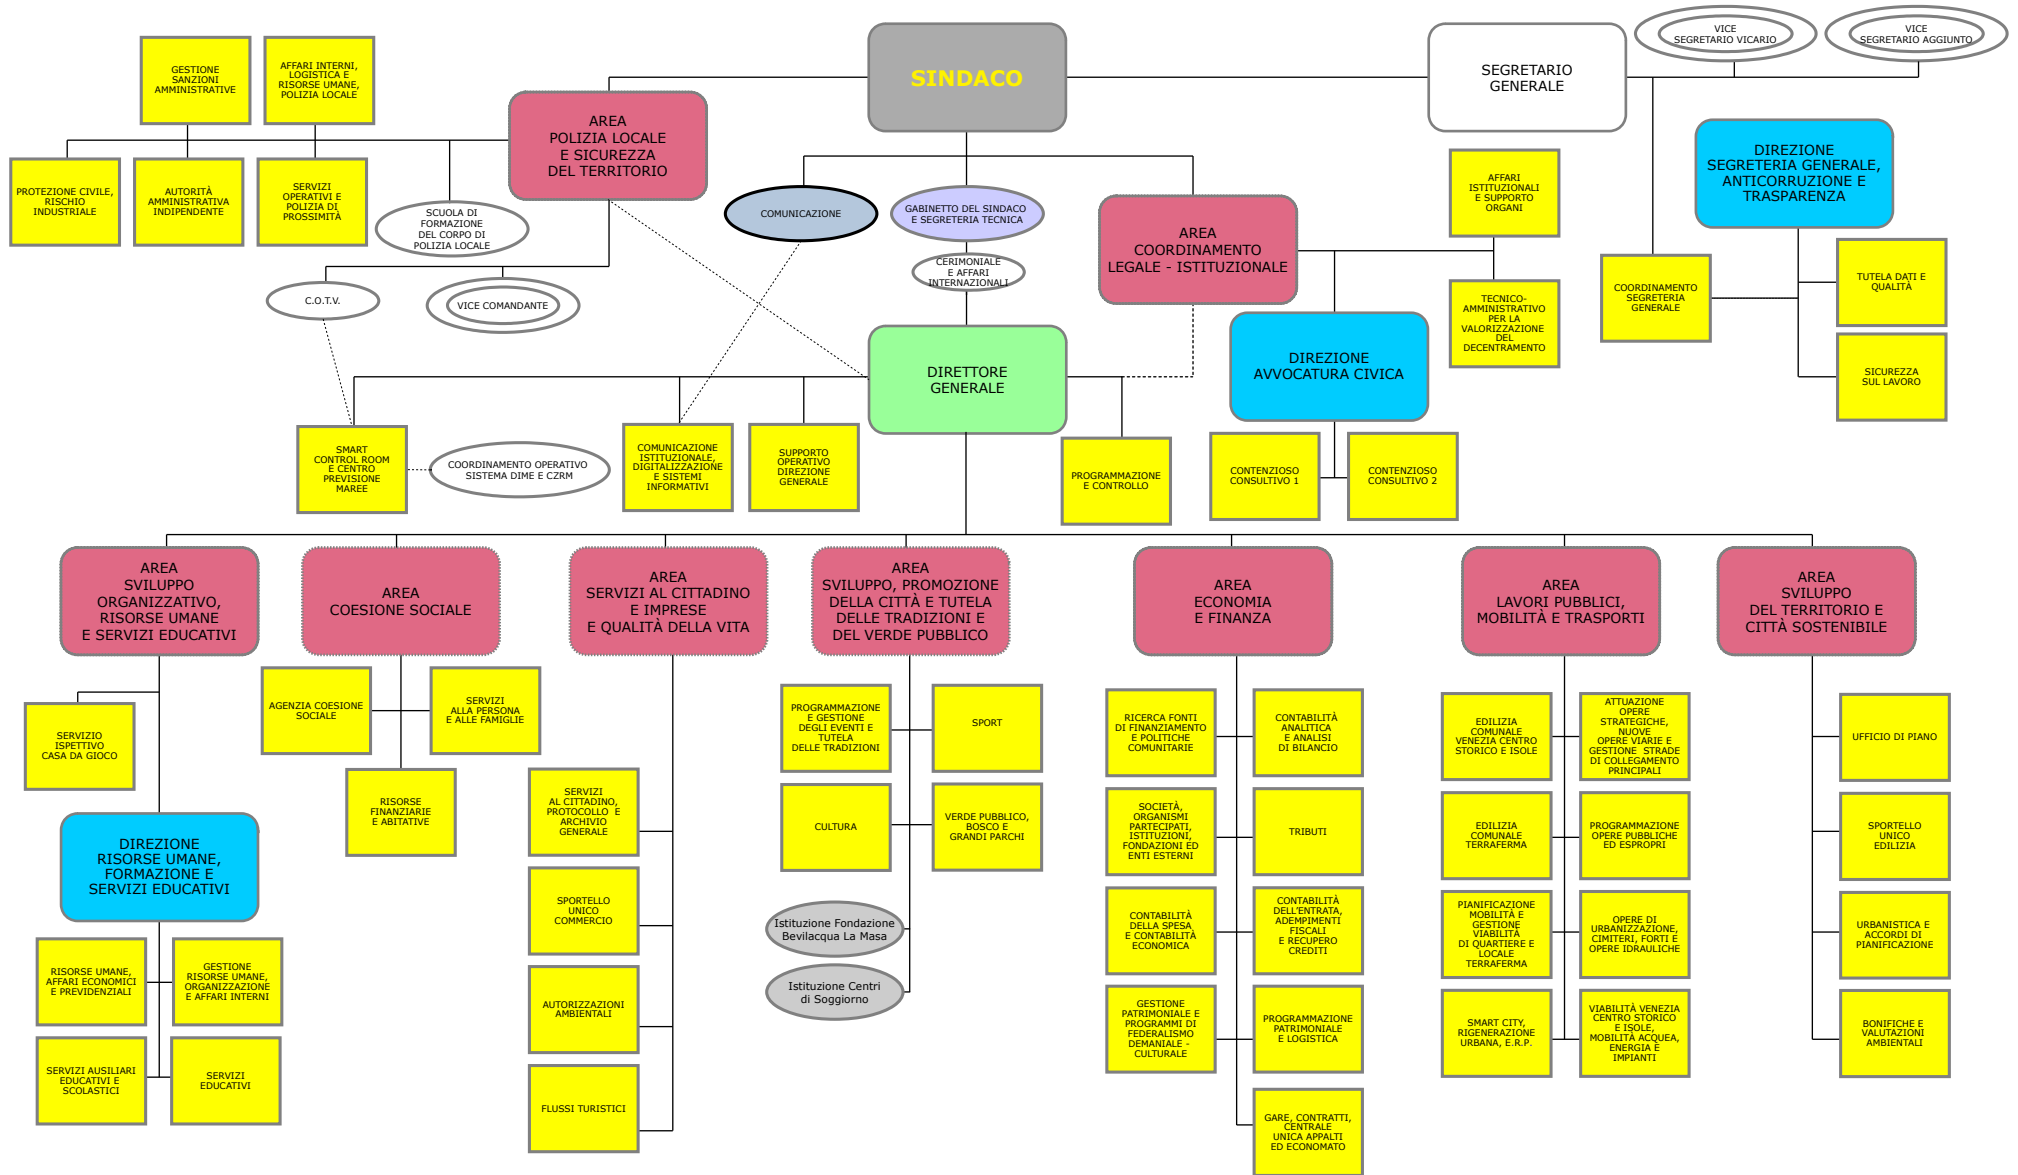 SINDACO
SEGRETARIO
GENERALE
VICE
SEGRETARIO VICARIO
VICE
SEGRETARIO AGGIUNTO
GESTIONE
SANZIONI
AMMINISTRATIVE
AFFARI INTERNI,
LOGISTICA E
RISORSE UMANE,
POLIZIA LOCALE
AREA
POLIZIA LOCALE
E SICUREZZA
DEL TERRITORIO
PROTEZIONE CIVILE,
RISCHIO
INDUSTRIALE
AUTORITÀ
AMMINISTRATIVA
INDIPENDENTE
SERVIZI
OPERATIVI E
POLIZIA DI
PROSSIMITÀ
SCUOLA DI
FORMAZIONE
DEL CORPO DI
POLIZIA LOCALE
C.O.T.V.
VICE COMANDANTE
COMUNICAZIONE
GABINETTO DEL SINDACO
E SEGRETERIA TECNICA
CERIMONIALE
E AFFARI
INTERNAZIONALI
AREA
COORDINAMENTO
LEGALE - ISTITUZIONALE
AFFARI
ISTITUZIONALI
E SUPPORTO
ORGANI
TECNICO-
AMMINISTRATIVO
PER LA
VALORIZZAZIONE
DEL
DECENTRAMENTO
DIREZIONE
SEGRETERIA GENERALE,
ANTICORRUZIONE E
TRASPARENZA
COORDINAMENTO
SEGRETERIA
GENERALE
TUTELA DATI E
QUALITÀ
SICUREZZA
SUL LAVORO
DIREZIONE
AVVOCATURA CIVICA
CONTENZIOSO
CONSULTIVO 1
CONTENZIOSO
CONSULTIVO 2
DIRETTORE
GENERALE
SMART
CONTROL ROOM
E CENTRO
PREVISIONE
MAREE
COORDINAMENTO OPERATIVO
SISTEMA DIME E CZRM
COMUNICAZIONE
ISTITUZIONALE,
DIGITALIZZAZIONE
E SISTEMI
INFORMATIVI
SUPPORTO
OPERATIVO
DIREZIONE
GENERALE
PROGRAMMAZIONE
E CONTROLLO
AREA
SVILUPPO
ORGANIZZATIVO,
RISORSE UMANE
E SERVIZI EDUCATIVI
AREA
COESIONE SOCIALE
AREA
SERVIZI AL CITTADINO
E IMPRESE
E QUALITÀ DELLA VITA
AREA
SVILUPPO, PROMOZIONE
DELLA CITTÀ E TUTELA
DELLE TRADIZIONI E
DEL VERDE PUBBLICO
AREA
ECONOMIA
E FINANZA
AREA
LAVORI PUBBLICI,
MOBILITÀ E TRASPORTI
AREA
SVILUPPO
DEL TERRITORIO E
CITTÀ SOSTENIBILE
SERVIZIO
ISPETTIVO
CASA DA GIOCO
DIREZIONE
RISORSE UMANE,
FORMAZIONE E
SERVIZI EDUCATIVI
RISORSE UMANE,
AFFARI ECONOMICI
E PREVIDENZIALI
GESTIONE
RISORSE UMANE,
ORGANIZZAZIONE
E AFFARI INTERNI
SERVIZI AUSILIARI
EDUCATIVI E
SCOLASTICI
SERVIZI
EDUCATIVI
AGENZIA COESIONE
SOCIALE
SERVIZI
ALLA PERSONA
E ALLE FAMIGLIE
RISORSE
FINANZIARIE
E ABITATIVE
SERVIZI
AL CITTADINO,
PROTOCOLLO E
ARCHIVIO
GENERALE
SPORTELLO
UNICO
COMMERCIO
AUTORIZZAZIONI
AMBIENTALI
FLUSSI TURISTICI
PROGRAMMAZIONE
E GESTIONE
DEGLI EVENTI E
TUTELA
DELLE TRADIZIONI
SPORT
CULTURA
VERDE PUBBLICO,
BOSCO E
GRANDI PARCHI
Istituzione Fondazione
Bevilacqua La Masa
Istituzione Centri
di Soggiorno
RICERCA FONTI
DI FINANZIAMENTO
E POLITICHE
COMUNITARIE
CONTABILITÀ
ANALITICA
E ANALISI
DI BILANCIO
SOCIETÀ,
ORGANISMI
PARTECIPATI,
ISTITUZIONI,
FONDAZIONI ED
ENTI ESTERNI
TRIBUTI
CONTABILITÀ
DELLA SPESA
E CONTABILITÀ
ECONOMICA
CONTABILITÀ
DELL'ENTRATA,
ADEMPIMENTI
FISCALI
E RECUPERO
CREDITI
GESTIONE
PATRIMONIALE E
PROGRAMMI DI
FEDERALISMO
DEMANIALE -
CULTURALE
PROGRAMMAZIONE
PATRIMONIALE
E LOGISTICA
GARE, CONTRATTI,
CENTRALE
UNICA APPALTI
ED ECONOMATO
EDILIZIA
COMUNALE
VENEZIA CENTRO
STORICO E ISOLE
ATTUAZIONE
OPERE
STRATEGICHE,
NUOVE
OPERE VIARIE E
GESTIONE STRADE
DI COLLEGAMENTO
PRINCIPALI
EDILIZIA
COMUNALE
TERRAFERMA
PROGRAMMAZIONE
OPERE PUBBLICHE
ED ESPROPRI
PIANIFICAZIONE
MOBILITÀ E
GESTIONE
VIABILITÀ
DI QUARTIERE E
LOCALE
TERRAFERMA
OPERE DI
URBANIZZAZIONE,
CIMITERI, FORTI E
OPERE IDRAULICHE
SMART CITY,
RIGENERAZIONE
URBANA, E.R.P.
VIABILITÀ VENEZIA
CENTRO STORICO
E ISOLE,
MOBILITÀ ACQUEA,
ENERGIA E
IMPIANTI
UFFICIO DI PIANO
SPORTELLO
UNICO
EDILIZIA
URBANISTICA E
ACCORDI DI
PIANIFICAZIONE
BONIFICHE E
VALUTAZIONI
AMBIENTALI